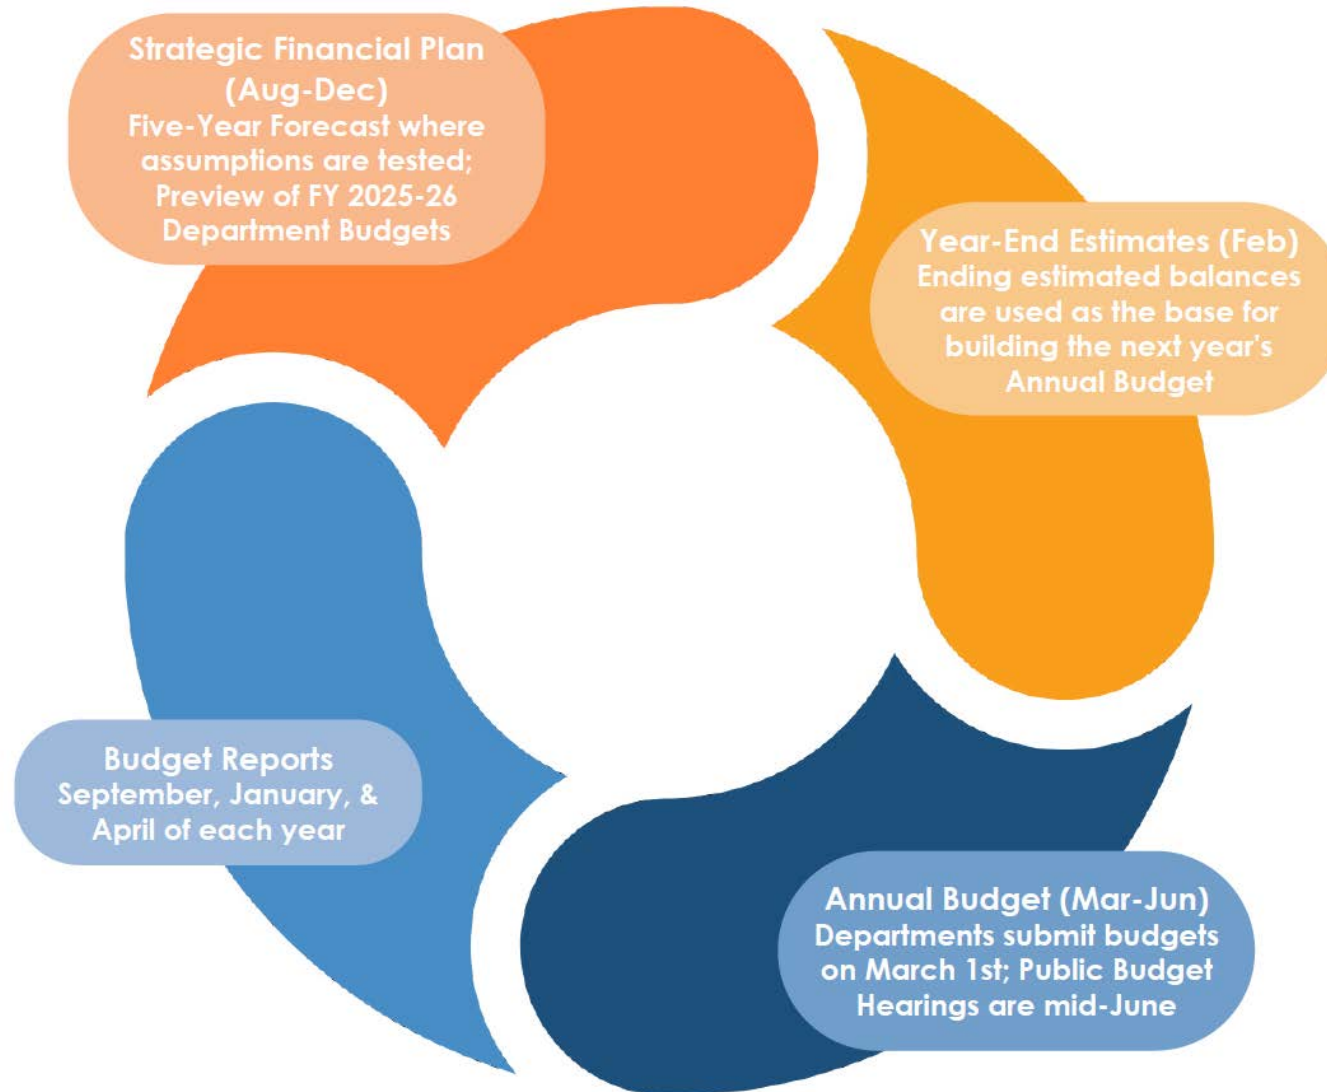 Strategic Financial Plan
(Aug-Dec)
Five-Year Forecast where
assumptions are tested;
Preview of FY 2025-26
Department Budgets
Year-End Estimates (Feb)
Ending estimated balances
are used as the base for
building the next year's
Annual Budget
Annual Budget (Mar-Jun)
Departments submit budgets
on March 1st; Public Budget
Hearings are mid-June
Budget Reports
September, January, &
April of each year